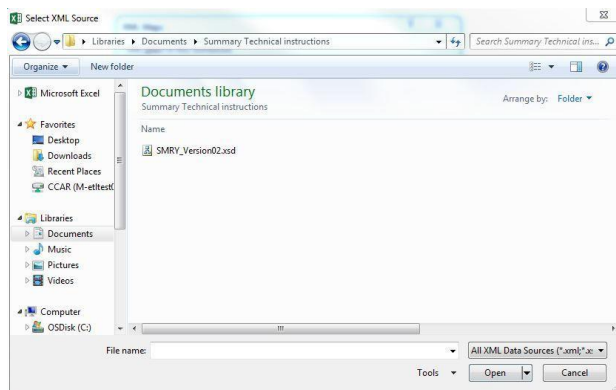 Select XML Source
Libraries ▸ Documents ▸ Summary Technical instructions
Search Summary Technical ins...
Organize
New folder
Microsoft Excel
Favorites
Desktop
Downloads
Recent Places
CCAR (M-etltest
Libraries
Documents
Music
Pictures
Videos
Computer
OSDisk (C:)
Documents library
Summary Technical instructions
Arrange by: Folder
Name
SMRY_Version02.xsd
File name:
All XML Data Sources (*.xml;*.x
Tools
Open
Cancel